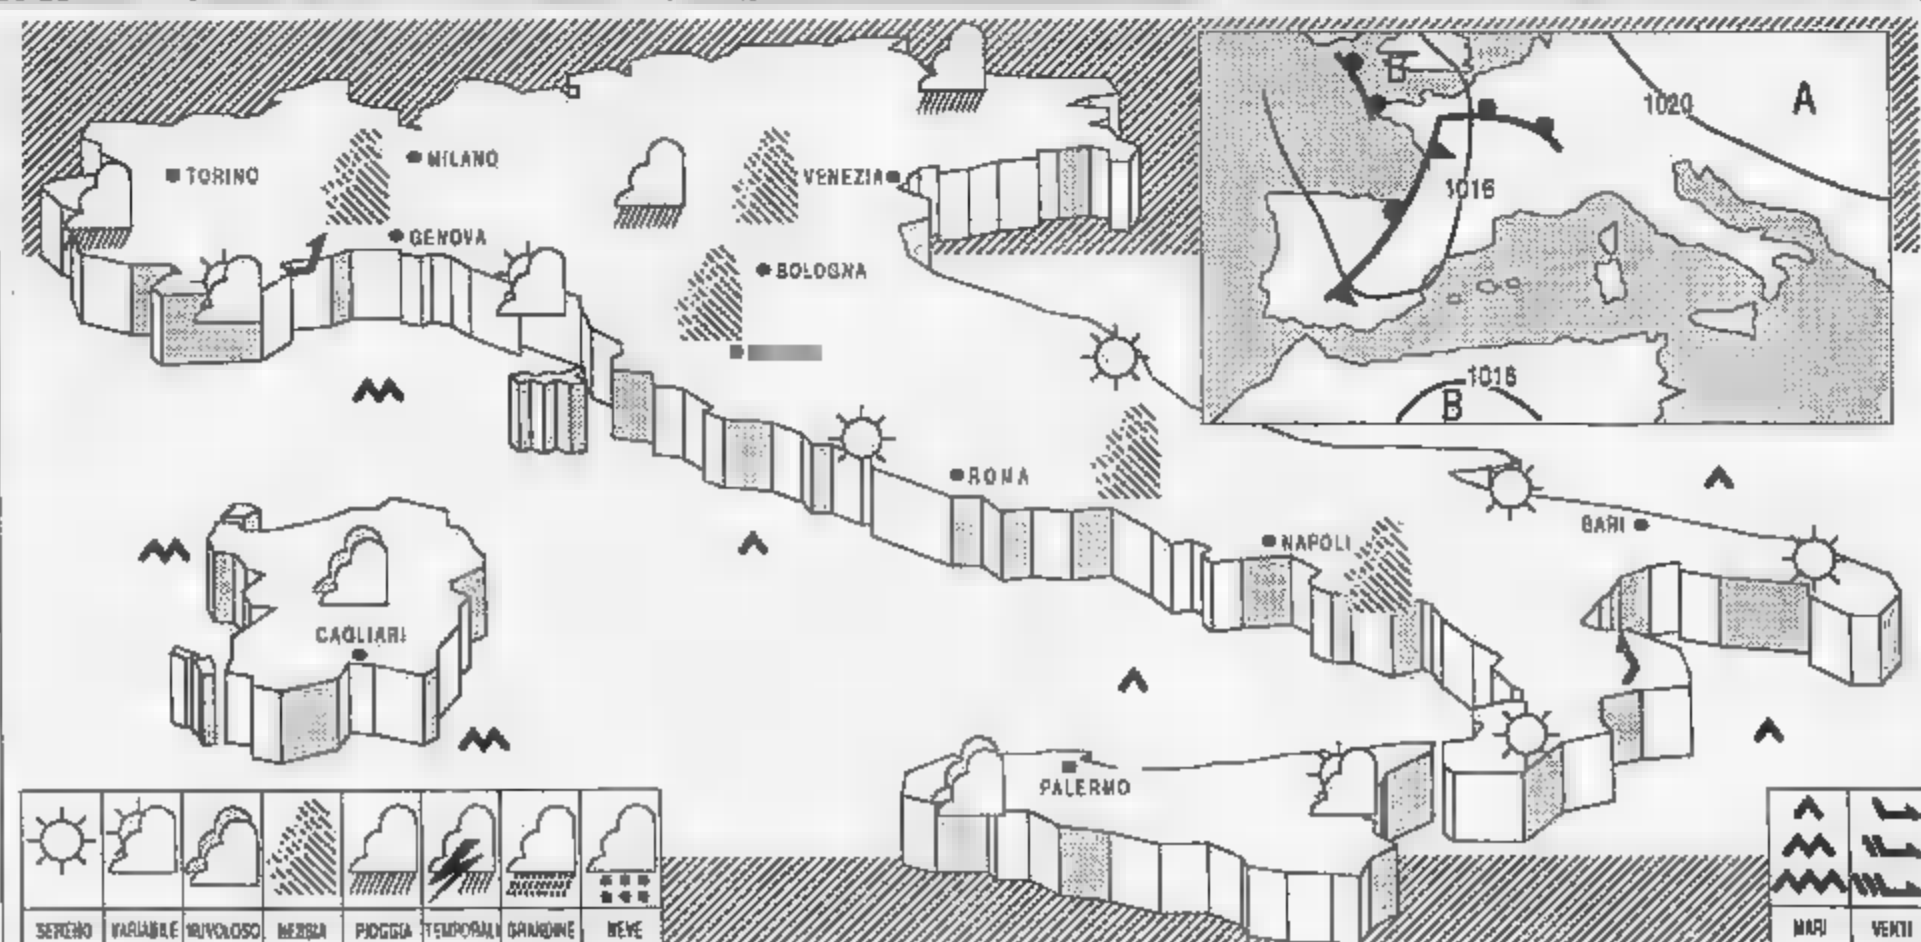 B
1020
A
TORINO
MILANO
VENEZIA
1016
GENOVA
BOLOGNA
1016
B
ROMA
BARI
NAPOLI
CAGLIARI
PALERMO
SERENO VARIABILE NUVOLOSO NEBBIA PIOGGIA TEMPORALI GRANDINE NEVE
MARI VENTI